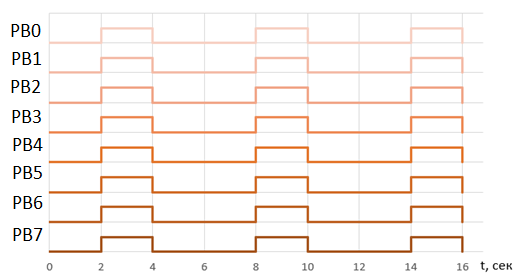 PB0
PB1
PB2
PB3
PB4
PB5
PB6
PB7
0 2 4 6 8 10 12 14 16 t, сек